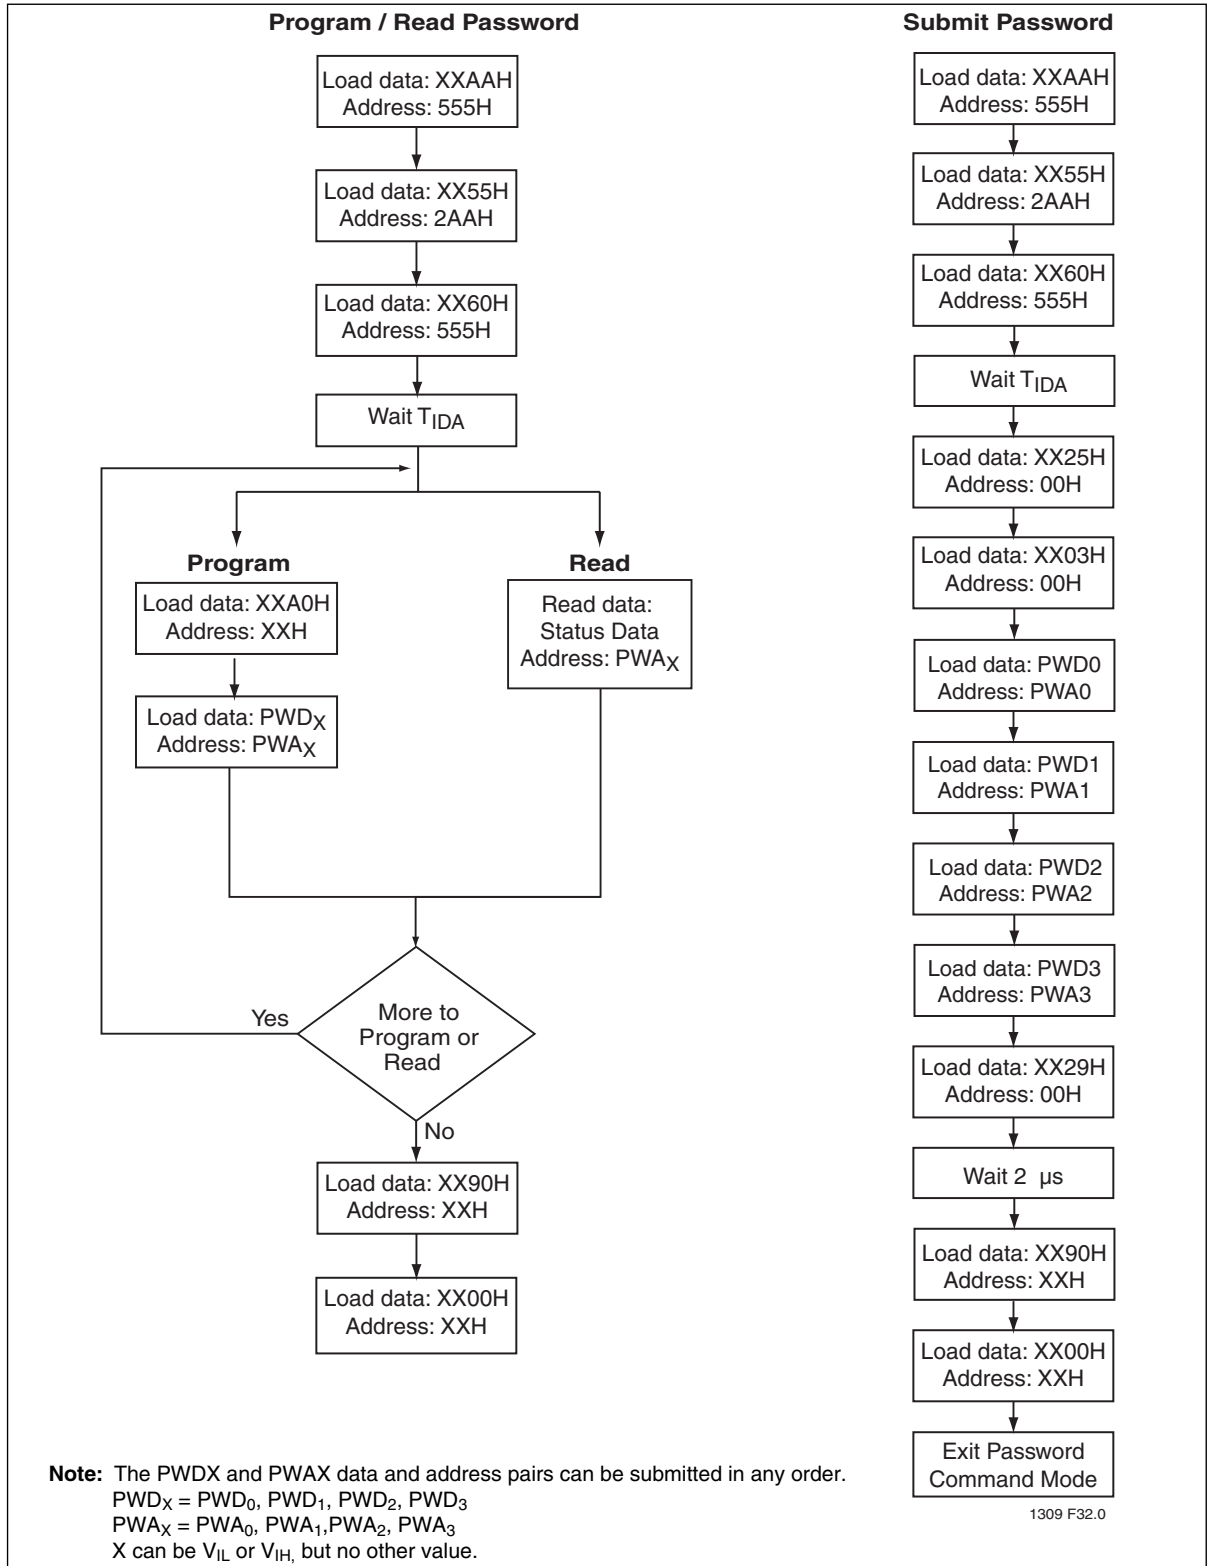 Program / Read Password
Load data: XXAAH
Address: 555H
Load data: XX55H
Address: 2AAH
Load data: XX60H
Address: 555H
Wait TIDA
Program
Load data: XXA0H
Address: XXH
Load data: PWDX
Address: PWAX
Read
Read data:
Status Data
Address: PWAX
More to
Program or
Read
Yes
No
Load data: XX90H
Address: XXH
Load data: XX00H
Address: XXH
Submit Password
Load data: XXAAH
Address: 555H
Load data: XX55H
Address: 2AAH
Load data: XX60H
Address: 555H
Wait TIDA
Load data: XX25H
Address: 00H
Load data: XX03H
Address: 00H
Load data: PWD0
Address: PWA0
Load data: PWD1
Address: PWA1
Load data: PWD2
Address: PWA2
Load data: PWD3
Address: PWA3
Load data: XX29H
Address: 00H
Wait 2 µs
Load data: XX90H
Address: XXH
Load data: XX00H
Address: XXH
Exit Password
Command Mode
1309 F32.0
Note: The PWDX and PWAX data and address pairs can be submitted in any order.
PWDX = PWD0, PWD1, PWD2, PWD3
PWAX = PWA0, PWA1,PWA2, PWA3
X can be VIL or VIH, but no other value.